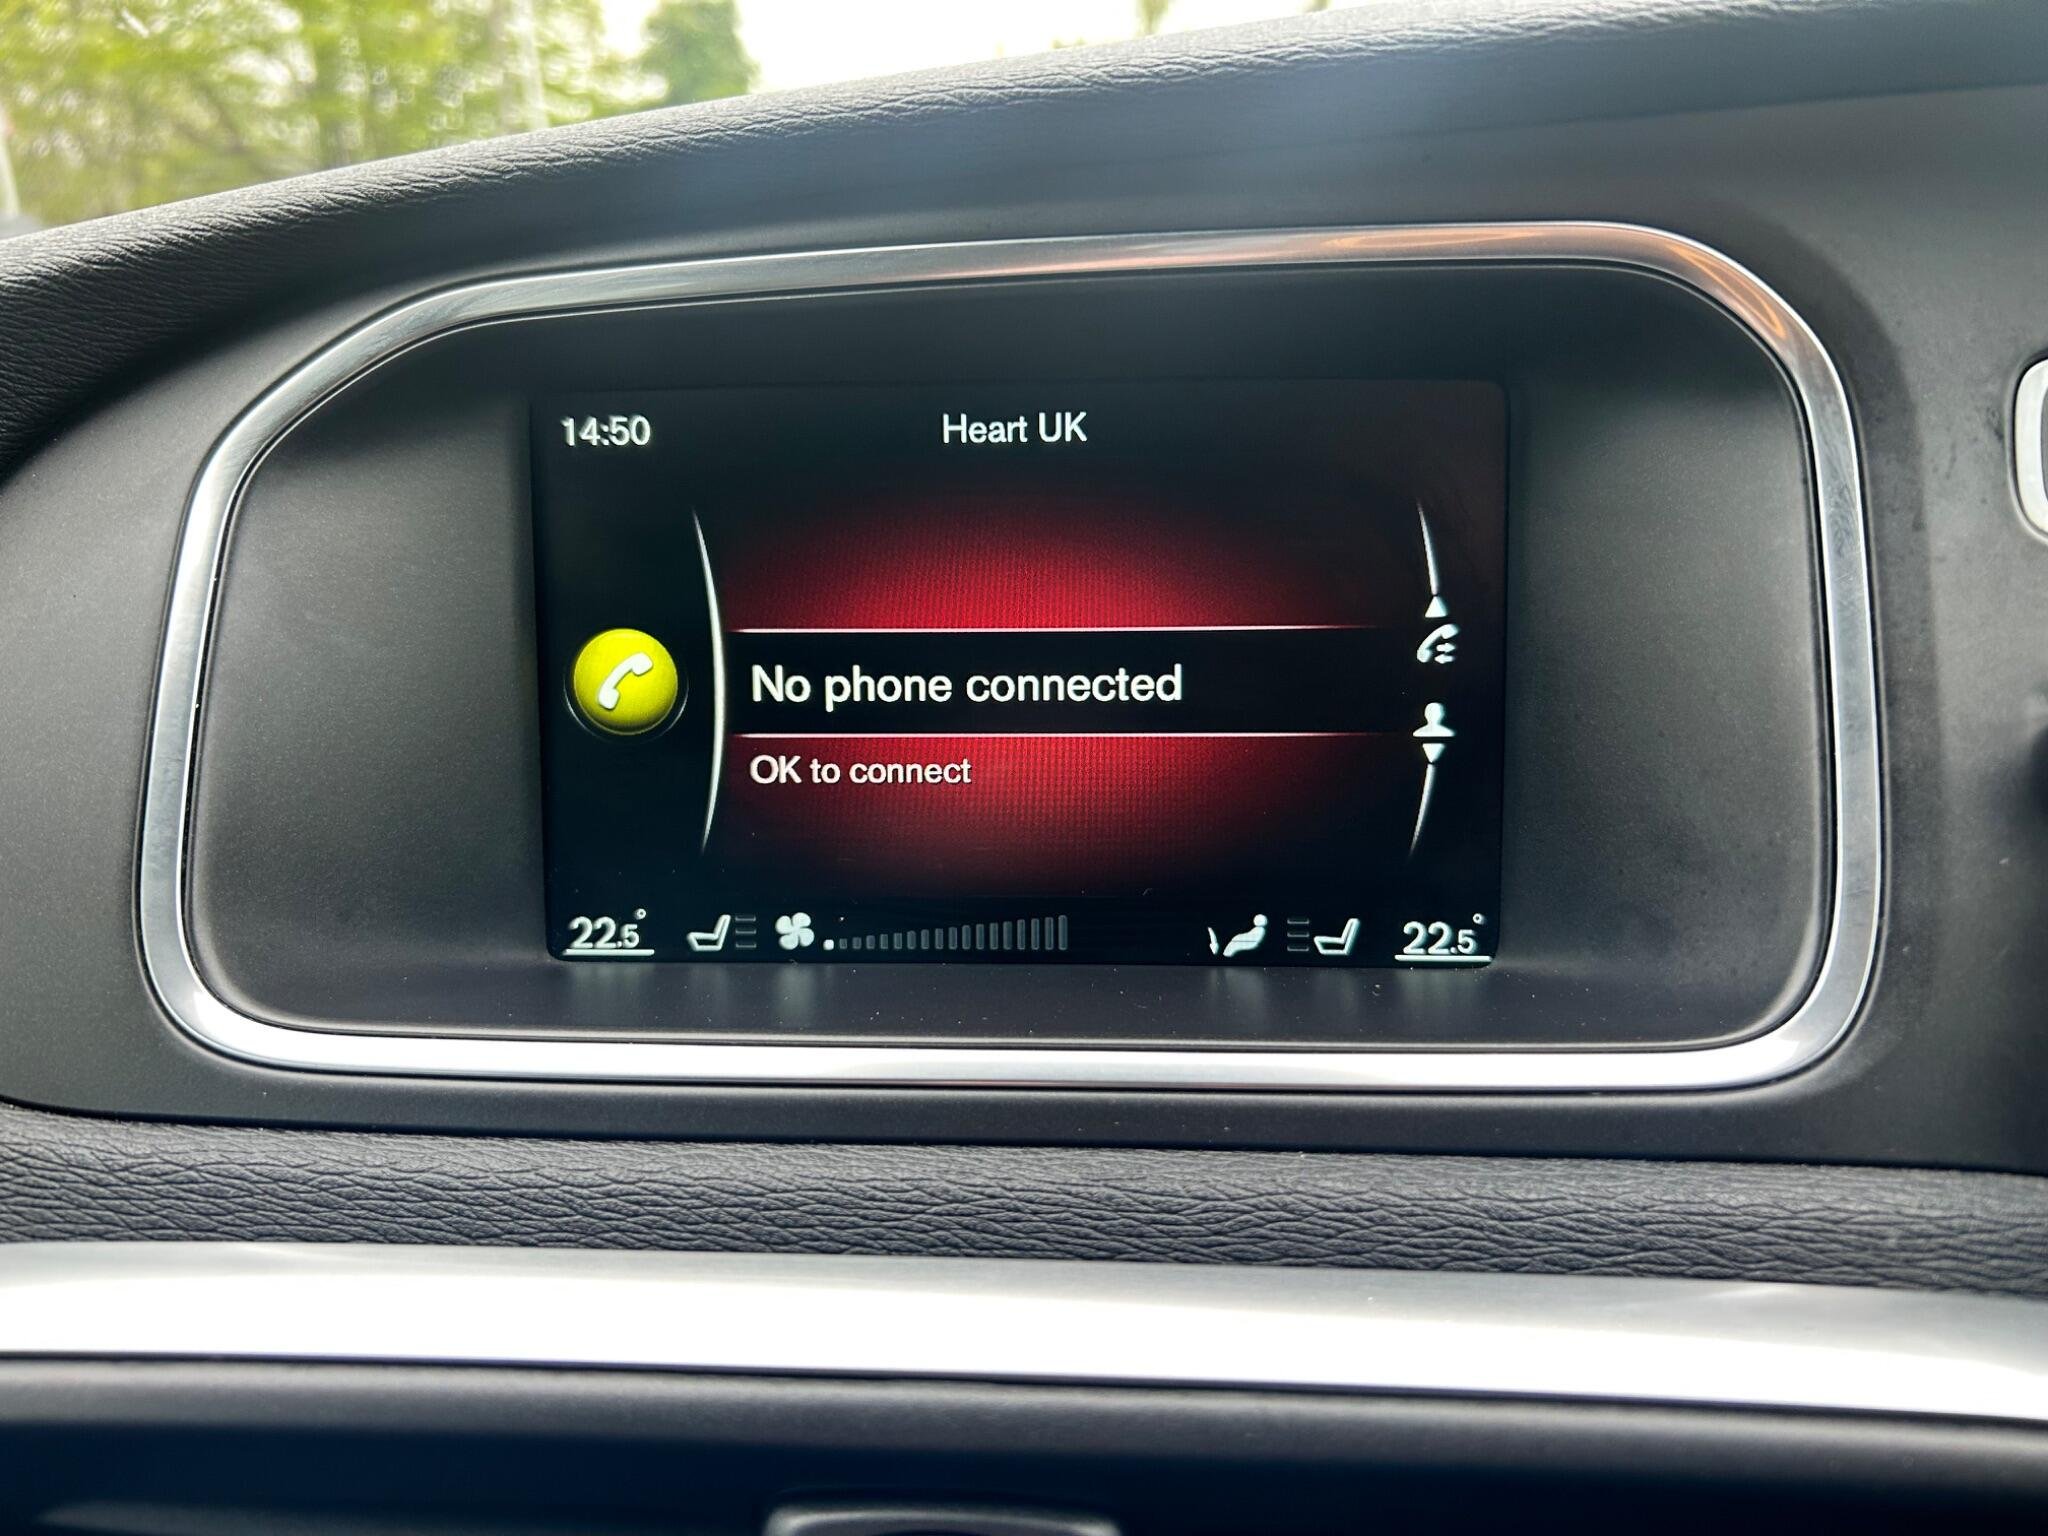 14:50 Heart UK
No phone connected
OK to connect
22.5° 22.5°